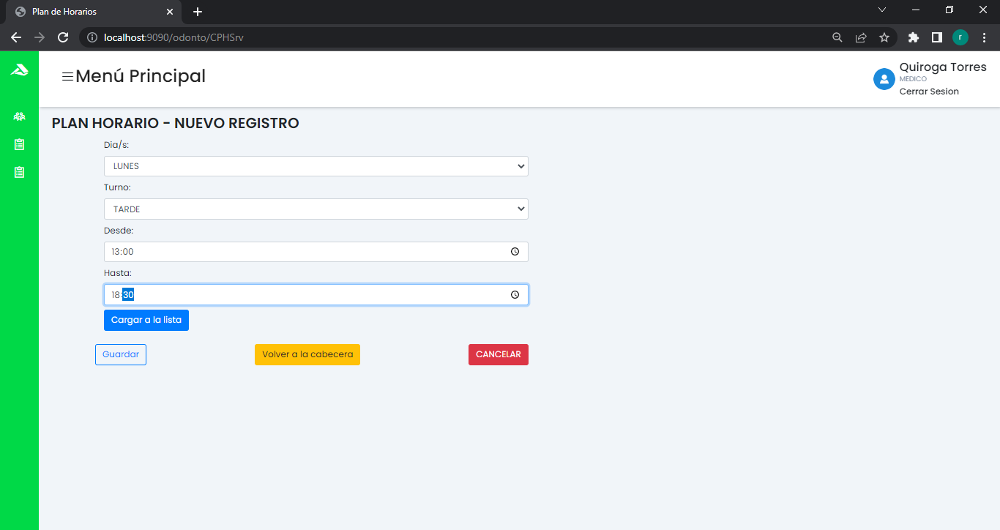 Plan de Horarios
localhost:9090/odonto/CPHSrv
r
Menú Principal
Quiroga Torres
MEDICO
Cerrar Sesion
PLAN HORARIO - NUEVO REGISTRO
Dia/s:
LUNES
Turno:
TARDE
Desde:
13:00
Hasta:
18:30
Cargar a la lista
Guardar
Volver a la cabecera
CANCELAR